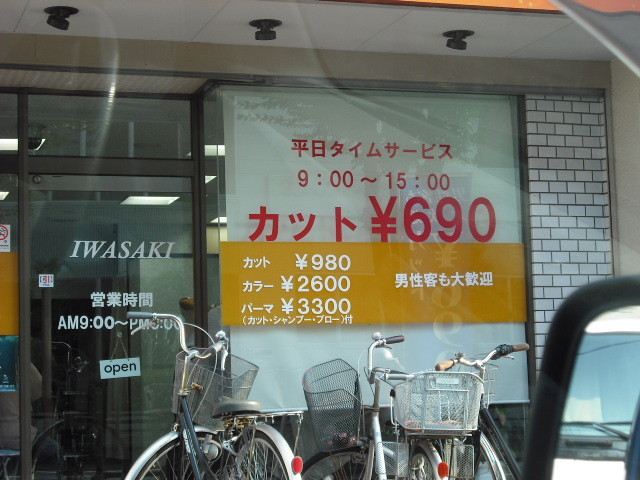 平日タイムサービス
9:00～15:00
カット ¥690
カット ¥980
カラー ¥2600
パーマ ¥3300
(カット・シャンプー・ブロー)付
男性客も大歓迎
IWASAKI
営業時間
AM9:00～PM6:00
open